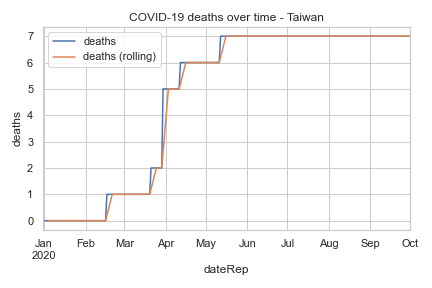 COVID-19 deaths over time - Taiwan
deaths
deaths (rolling)
7
6
5
4
3
2
1
0
deaths
Jan Feb Mar Apr May Jun Jul Aug Sep Oct
2020
dateRep